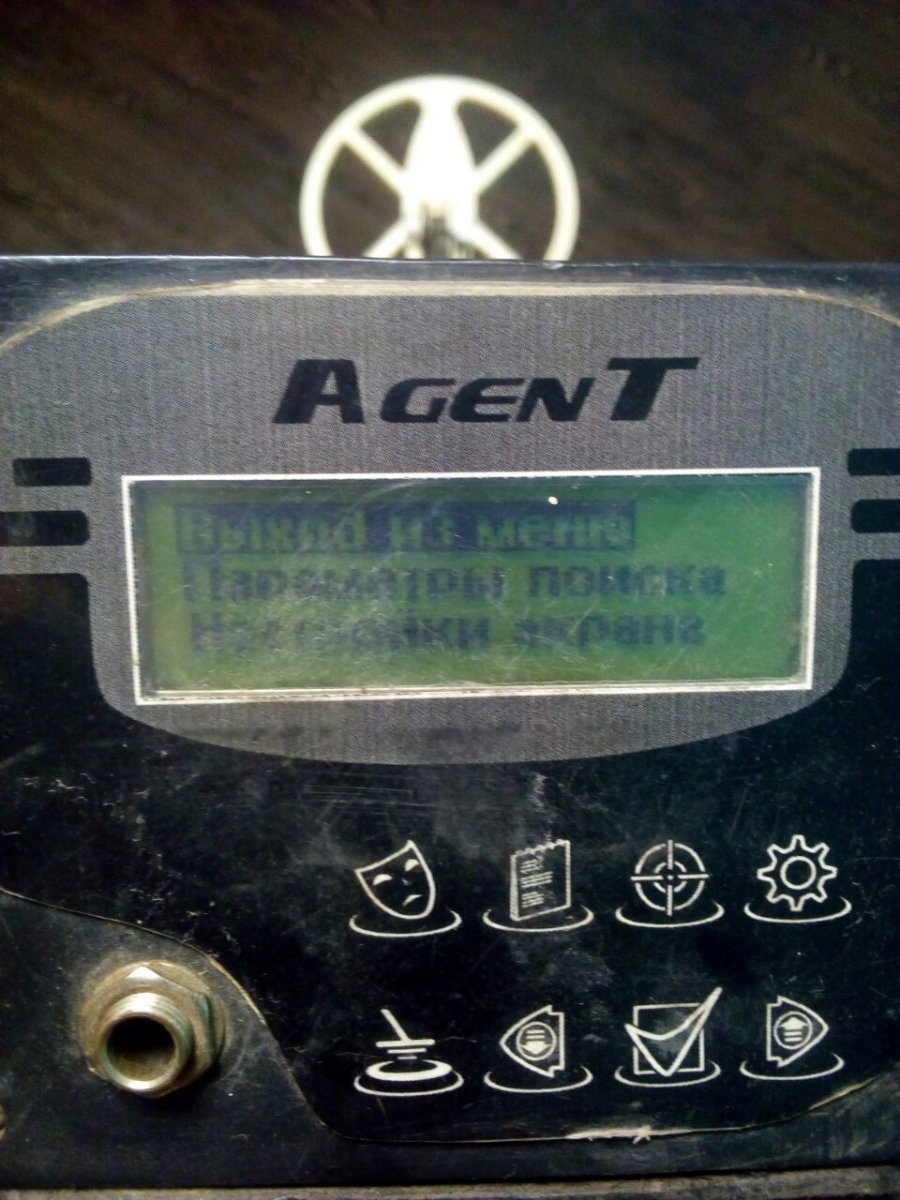 AGENT
Выход из меню
Параметры поиска
Настройки экрана